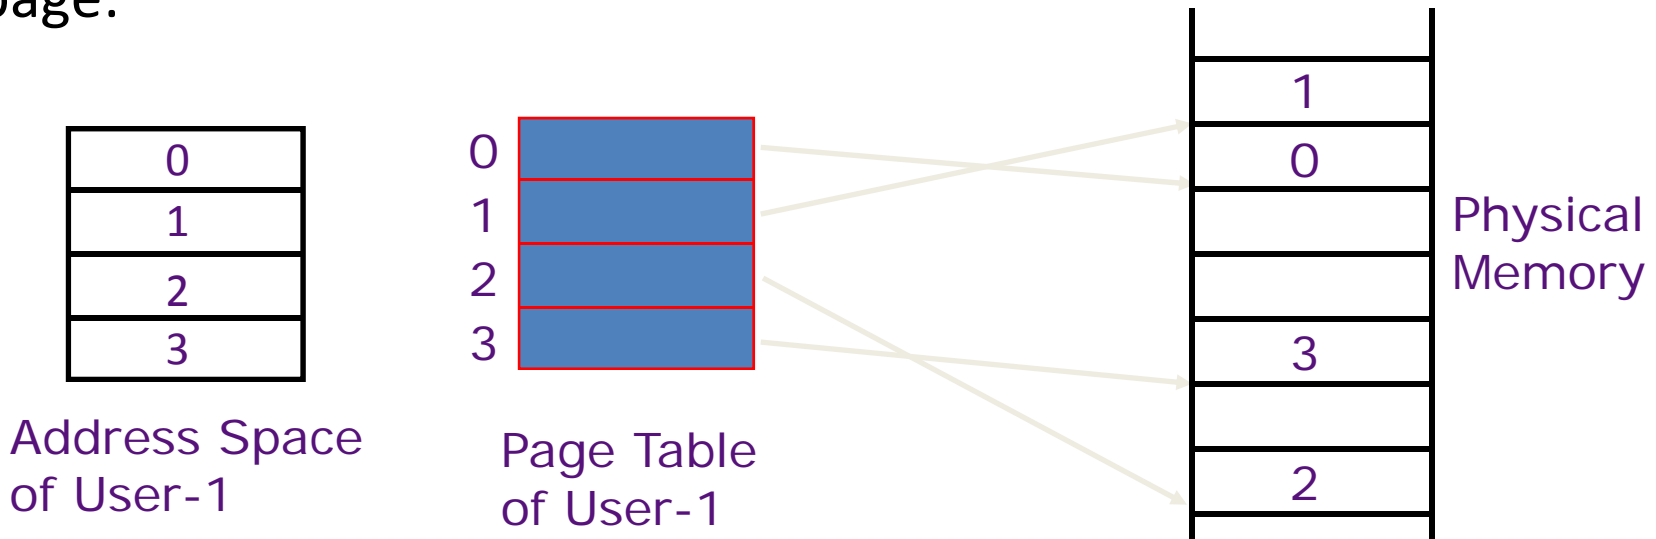 page.
0
1
2
3
Address Space
of User-1
0
1
2
3
Page Table
of User-1
1
0
3
2
Physical
Memory